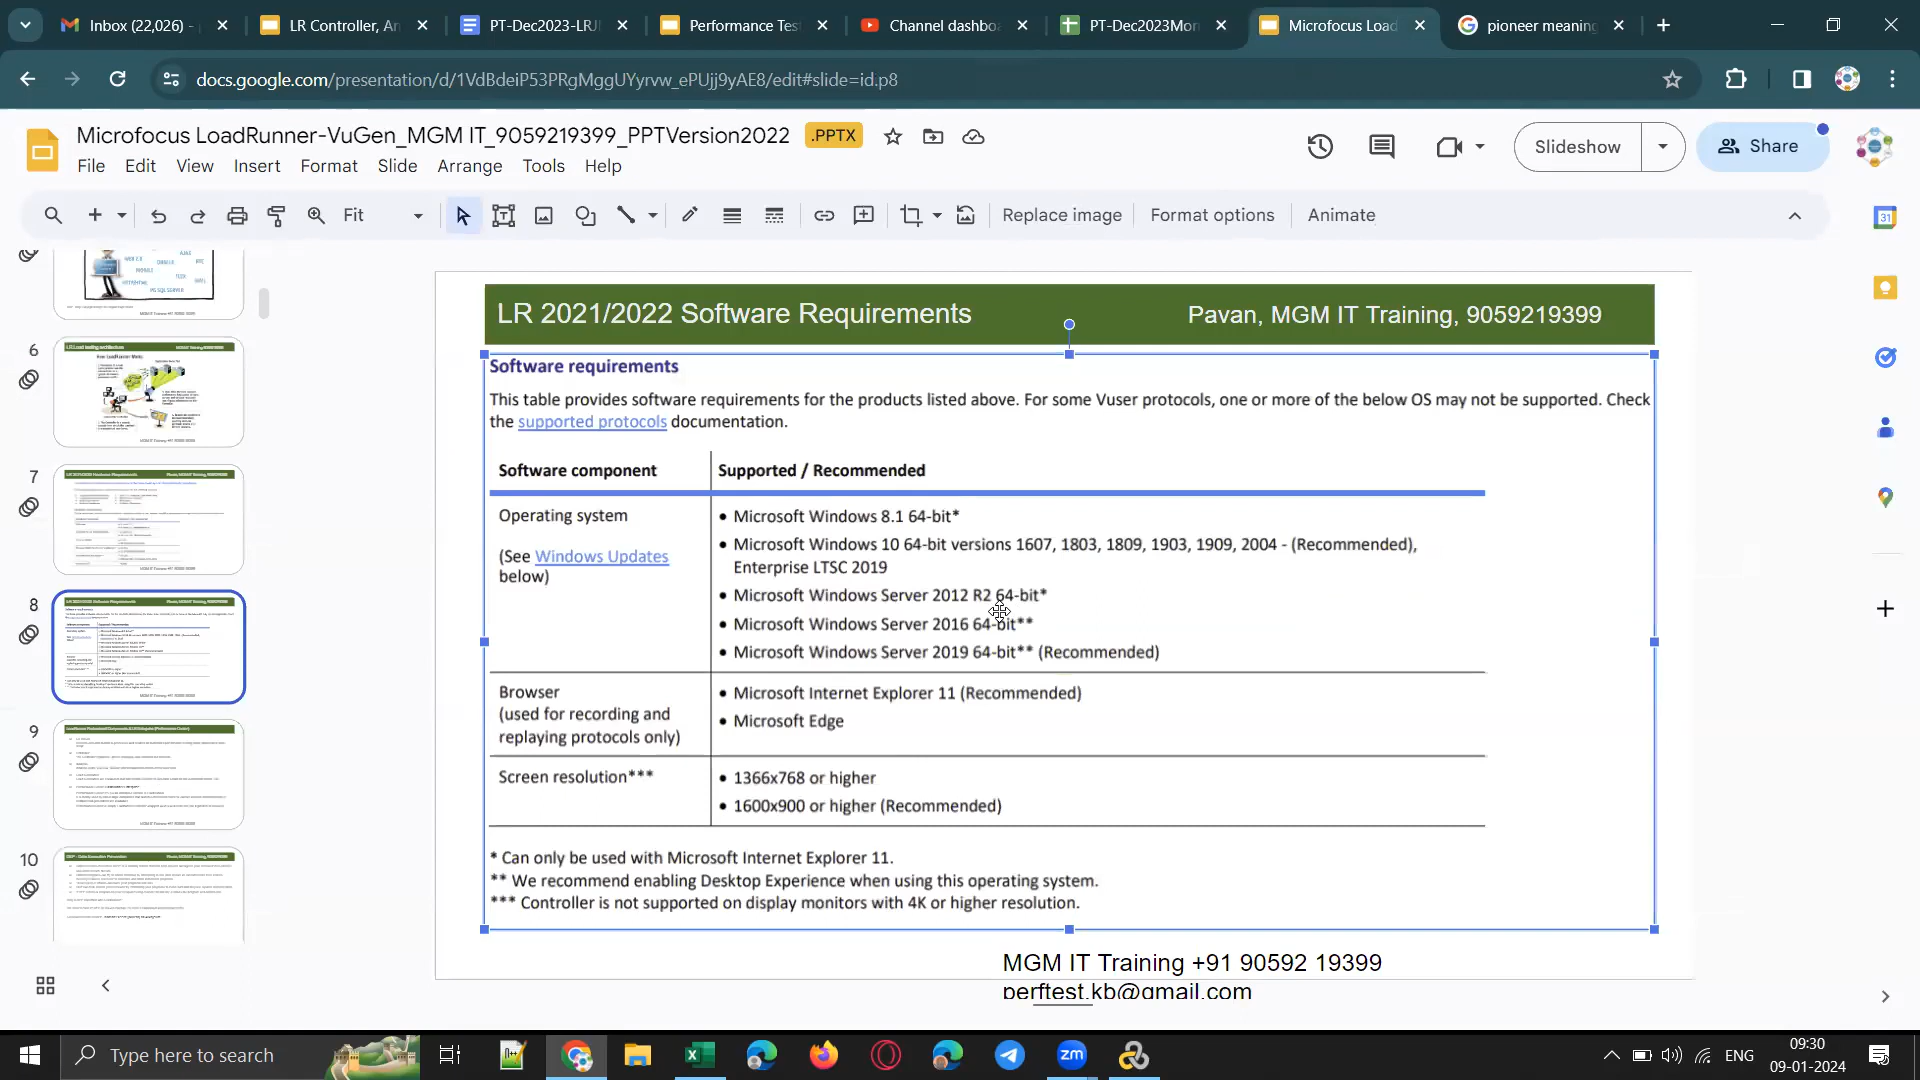 Inbox (22,026) -
LR Controller, An
PT-Dec2023-LRJI
Performance Tes
Channel dashboa
PT-Dec2023Mon
Microfocus Load
pioneer meaning
docs.google.com/presentation/d/1VdBdeiP53PRgMggUYyrvw_ePUjj9yAE8/edit#slide=id.p8
Microfocus LoadRunner-VuGen_MGM IT_9059219399_PPTVersion2022
.PPTX
File Edit View Insert Format Slide Arrange Tools Help
Slideshow
Share
Fit
Replace image
Format options
Animate
6
7
8
9
10
LR 2021/2022 Software Requirements
Pavan, MGM IT Training, 9059219399
Software requirements
This table provides software requirements for the products listed above. For some Vuser protocols, one or more of the below OS may not be supported. Check
the supported protocols documentation.
Software component
Supported / Recommended
Operating system
(See Windows Updates
below)
• Microsoft Windows 8.1 64-bit*
• Microsoft Windows 10 64-bit versions 1607, 1803, 1809, 1903, 1909, 2004 - (Recommended),
Enterprise LTSC 2019
• Microsoft Windows Server 2012 R2 64-bit*
• Microsoft Windows Server 2016 64-bit**
• Microsoft Windows Server 2019 64-bit** (Recommended)
Browser
(used for recording and
replaying protocols only)
• Microsoft Internet Explorer 11 (Recommended)
• Microsoft Edge
Screen resolution***
• 1366x768 or higher
• 1600x900 or higher (Recommended)
* Can only be used with Microsoft Internet Explorer 11.
** We recommend enabling Desktop Experience when using this operating system.
*** Controller is not supported on display monitors with 4K or higher resolution.
MGM IT Training +91 90592 19399
perftest.kb@gmail.com
Type here to search
zm
ENG
09:30
09-01-2024
31